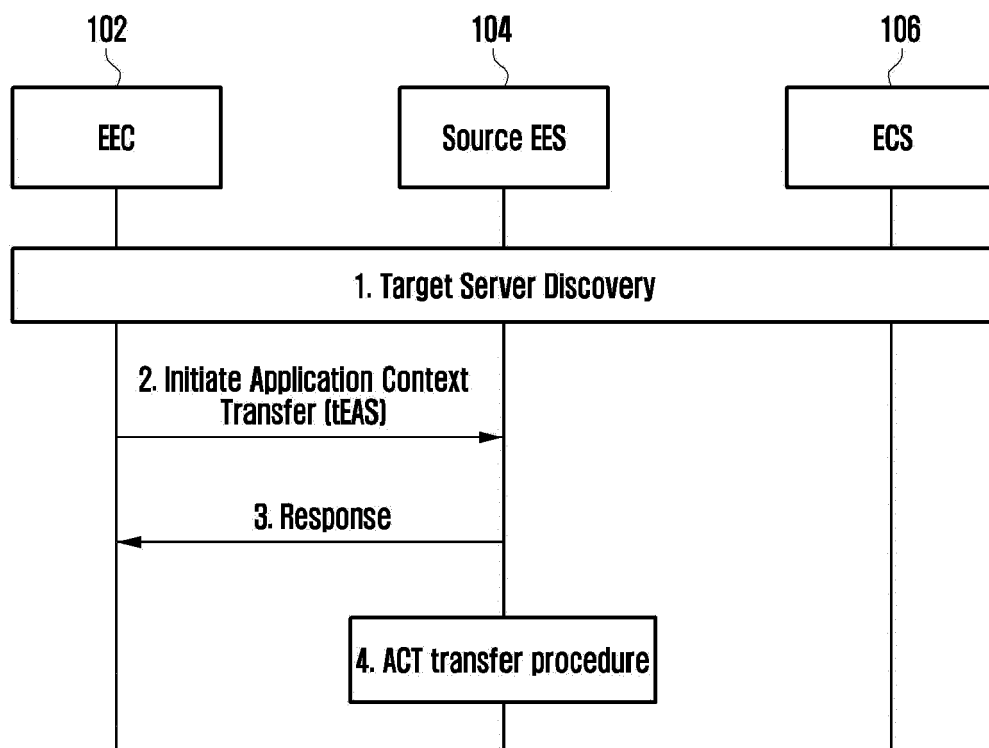 102
104
106
EEC
Source EES
ECS
1. Target Server Discovery
2. Initiate Application Context
Transfer (tEAS)
3. Response
4. ACT transfer procedure